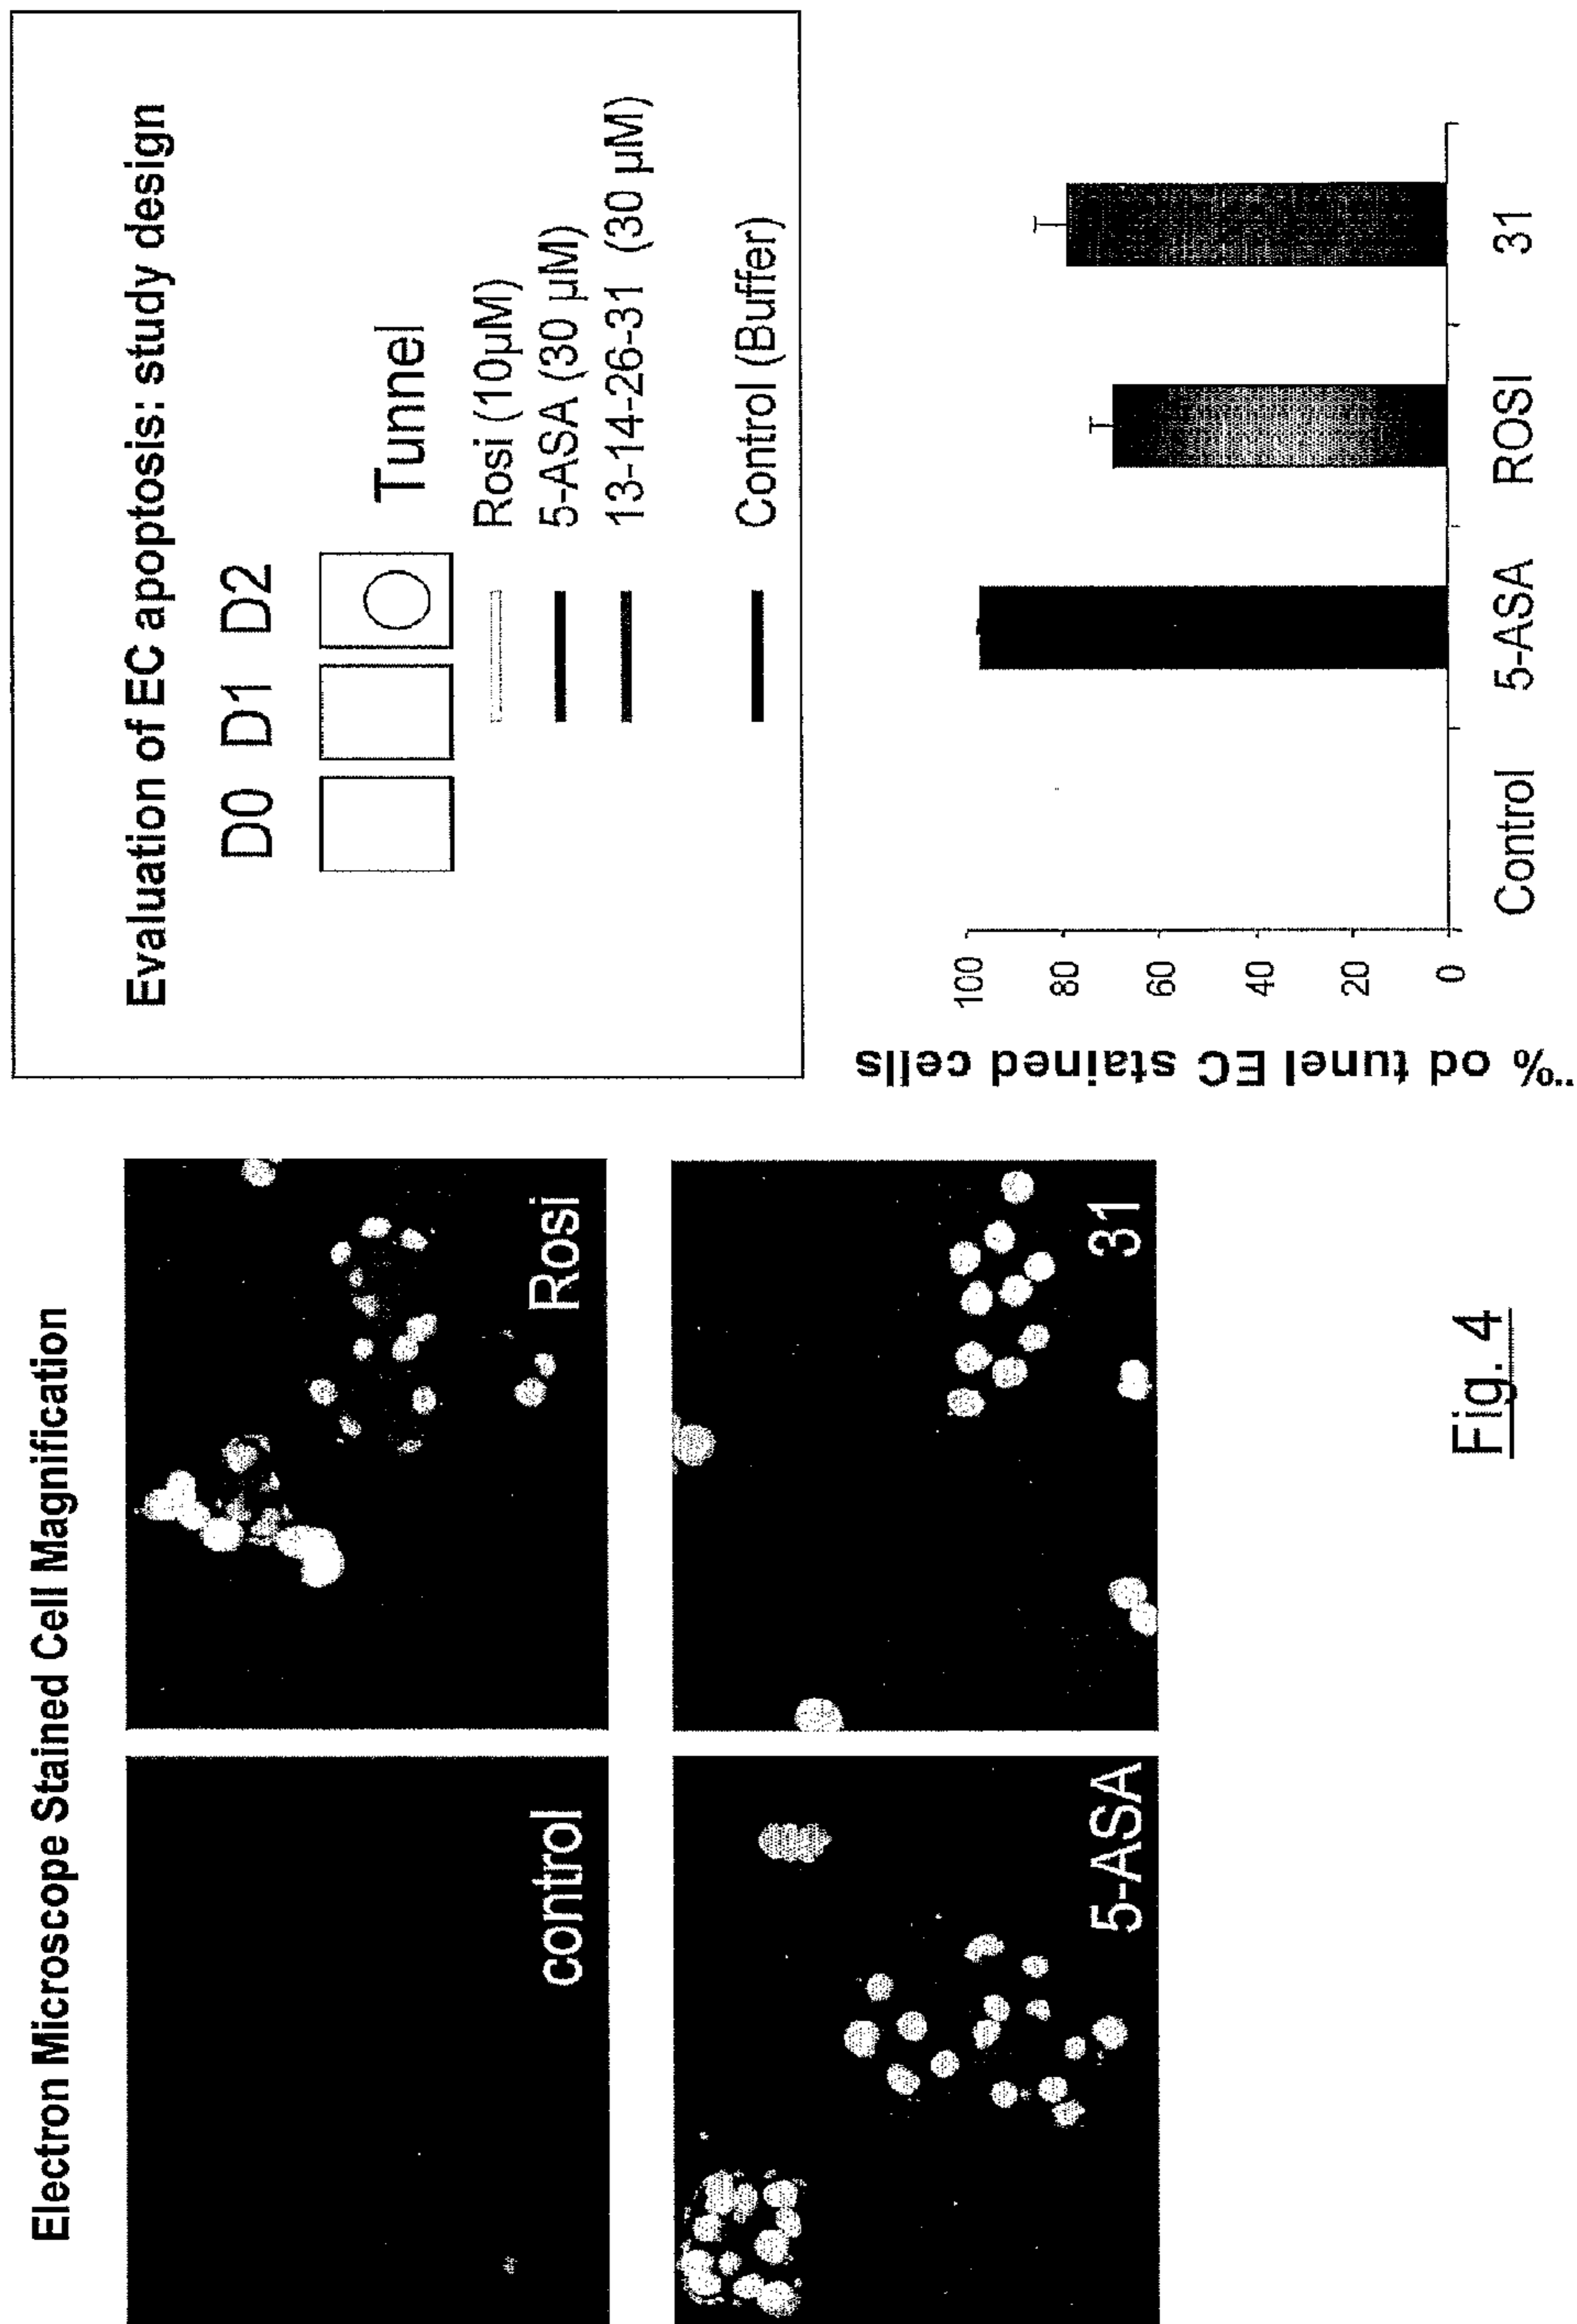 Electron Microscope Stained Cell Magnification
control
Rosi
5-ASA
31
Evaluation of EC apoptosis: study design
D0 D1 D2
Tunnel
Rosi (10µM)
5-ASA (30 µM)
13-14-26-31 (30 µM)
Control (Buffer)
¨% od tunel EC stained cells
100
80
60
40
20
0
Control 5-ASA ROSI 31
Fig. 4